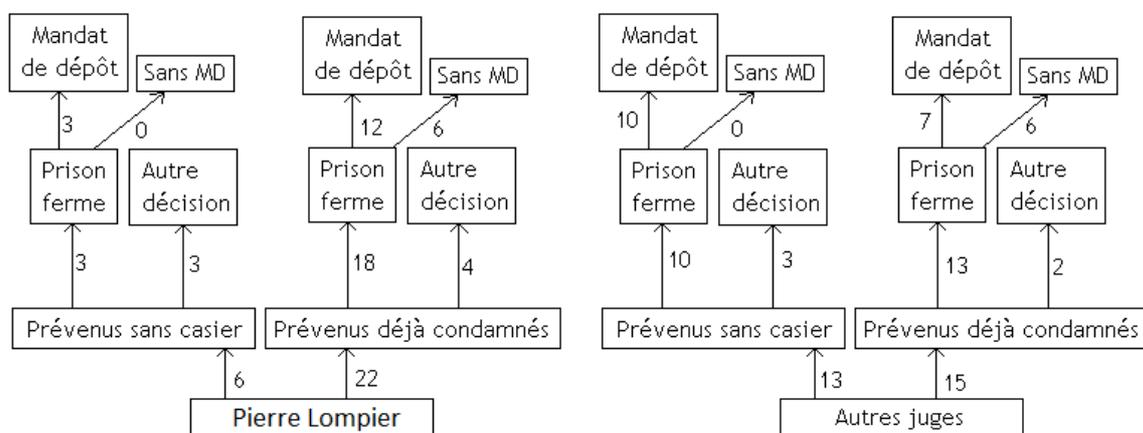 Mandat
de dépôt
Sans MD
3
0
Prison
ferme
Autre
décision
3
3
Prévenus sans casier
6
Mandat
de dépôt
Sans MD
12
6
Prison
ferme
Autre
décision
18
4
Prévenus déjà condamnés
22
Pierre Lompier
Mandat
de dépôt
Sans MD
10
0
Prison
ferme
Autre
décision
10
3
Prévenus sans casier
13
Mandat
de dépôt
Sans MD
7
6
Prison
ferme
Autre
décision
13
2
Prévenus déjà condamnés
15
Autres juges